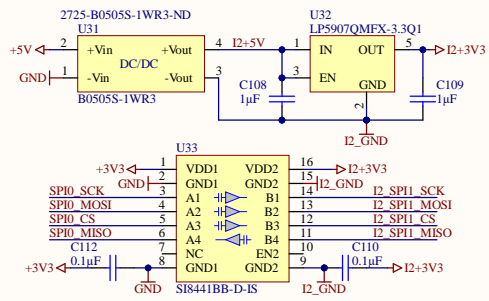 2725-B0505S-1WR3-ND
U31
U32
LP5907QMFX-3.3Q1
+5V 2 +Vin +Vout 4 I2+5V 1 IN OUT 5 I2+3V3
DC/DC
GND 1 -Vin -Vout 3 3 EN
B0505S-1WR3
C108
1µF
GND
2
C109
1µF
I2_GND
U33
+3V3 1 VDD1 VDD2 16 I2+3V3
GND 2 GND1 GND2 15 I2_GND
SPI0_SCK 3 A1 B1 14 I2_SPI1_SCK
SPI0_MOSI 4 A2 B2 13 I2_SPI1_MOSI
SPI0_CS 5 A3 B3 12 I2_SPI1_CS
SPI0_MISO 6 A4 B4 11 I2_SPI1_MISO
C112 7 NC EN2 10 C110
0.1µF 8 GND1 GND2 9 0.1µF
+3V3 I2+3V3
GND SI8441BB-D-IS I2_GND